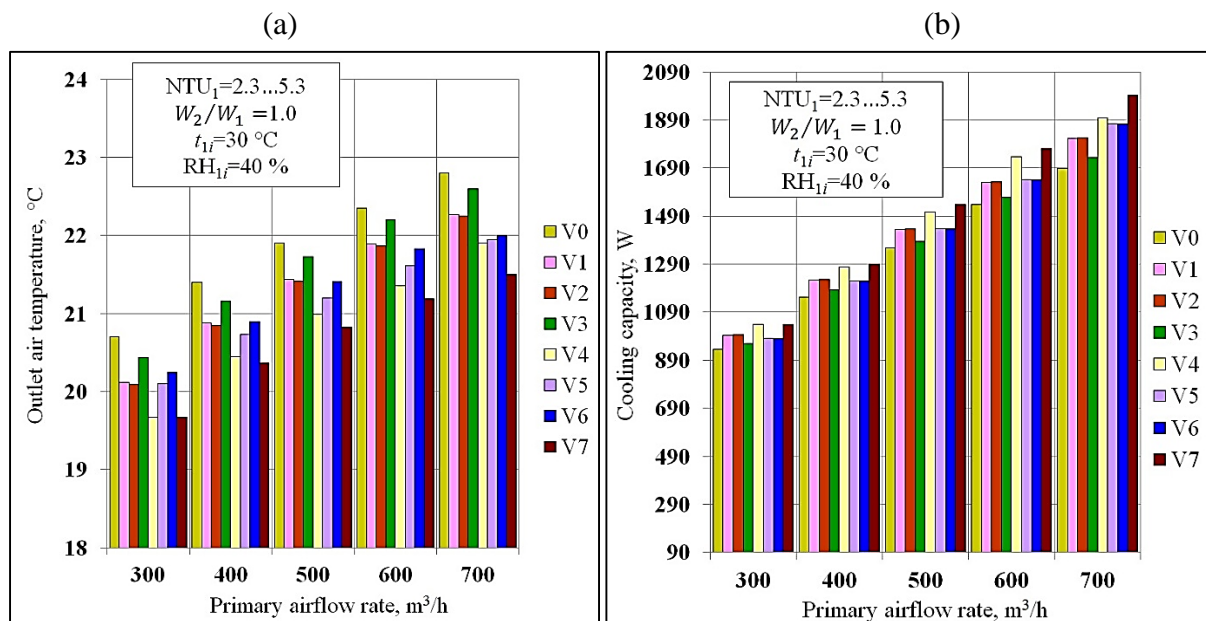 (a)
24
23
22
21
20
19
18
Outlet air temperature, °C
NTU₁=2.3...5.3
W₂/W₁ =1.0
t₁ᵢ=30 °C
RH₁ᵢ=40 %
V0
V1
V2
V3
V4
V5
V6
V7
300 400 500 600 700
Primary airflow rate, m³/h
(b)
2090
1890
1690
1490
1290
1090
890
690
490
290
90
Cooling capacity, W
NTU₁=2.3...5.3
W₂/W₁ = 1.0
t₁ᵢ=30 °C
RH₁ᵢ=40 %
V0
V1
V2
V3
V4
V5
V6
V7
300 400 500 600 700
Primary airflow rate, m³/h